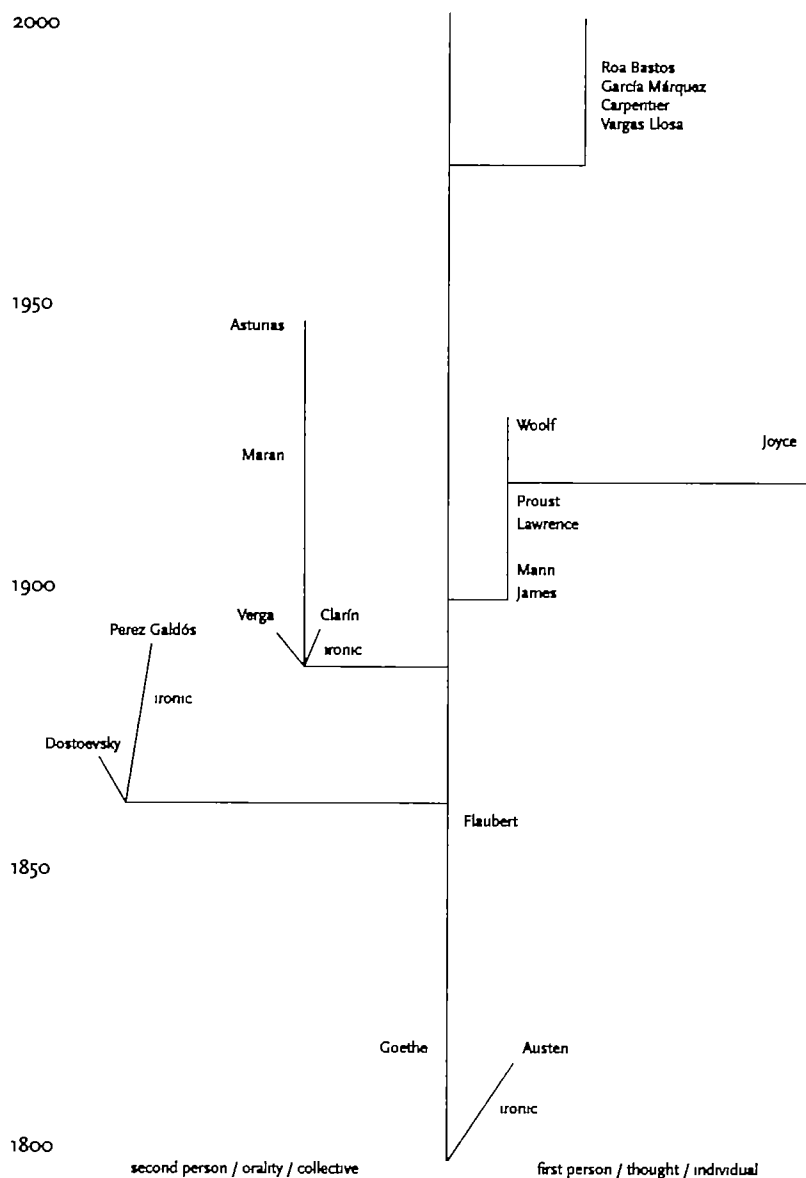 2000
Roa Bastos
García Márquez
Carpentier
Vargas Llosa
1950
Asturias
Woolf
Joyce
Maran
Proust
Lawrence
Mann
1900
James
Verga
Clarín
Perez Galdós
ironic
ironic
Dostoevsky
Flaubert
1850
Goethe
Austen
ironic
1800
second person / orality / collective
first person / thought / individual